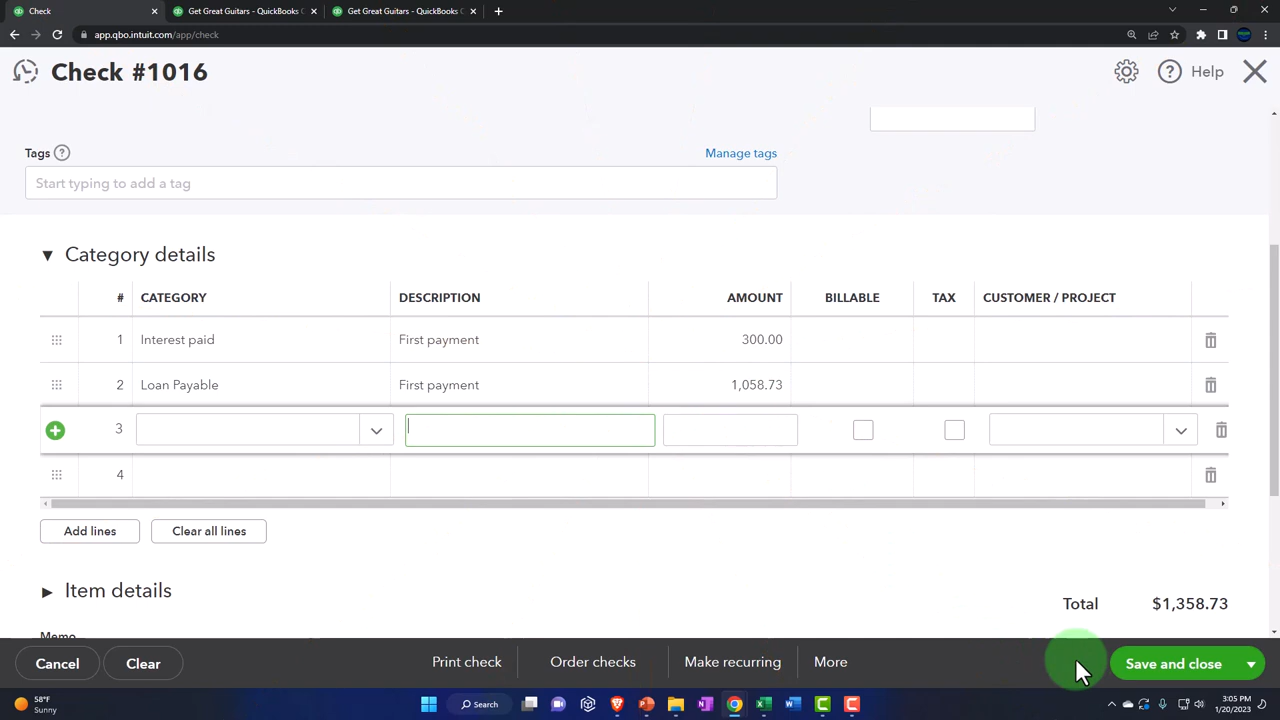 Check
Get Great Guitars - QuickBooks
Get Great Guitars - QuickBooks C
app.qbo.intuit.com/app/check
Check #1016
Help
Tags
Manage tags
Start typing to add a tag
Category details
# CATEGORY DESCRIPTION AMOUNT BILLABLE TAX CUSTOMER / PROJECT
1 Interest paid First payment 300.00
2 Loan Payable First payment 1,058.73
3
4
Add lines Clear all lines
Item details
Total $1,358.73
Memo
Cancel Clear Print check Order checks Make recurring More Save and close
58°F
Sunny
Search
3:05 PM
1/20/2023